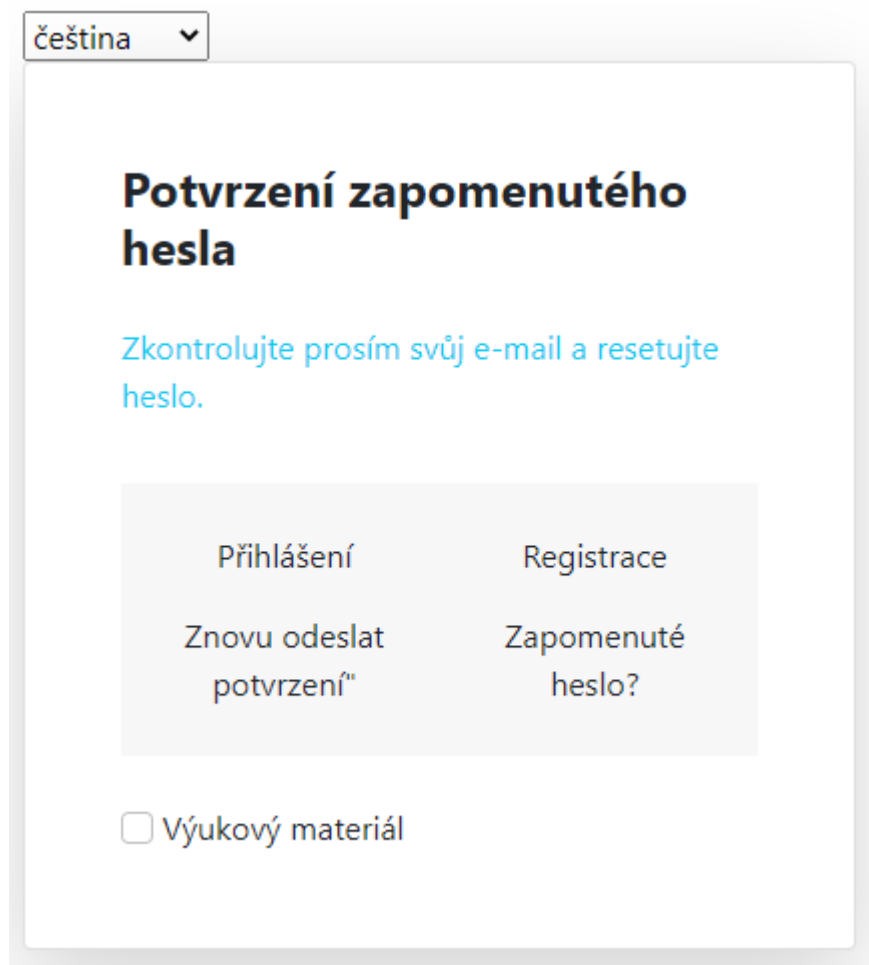 čeština
Potvrzení zapomenutého
hesla
Zkontrolujte prosím svůj e-mail a resetujte
heslo.
Přihlášení
Registrace
Znovu odeslat
potvrzení"
Zapomenuté
heslo?
Výukový materiál